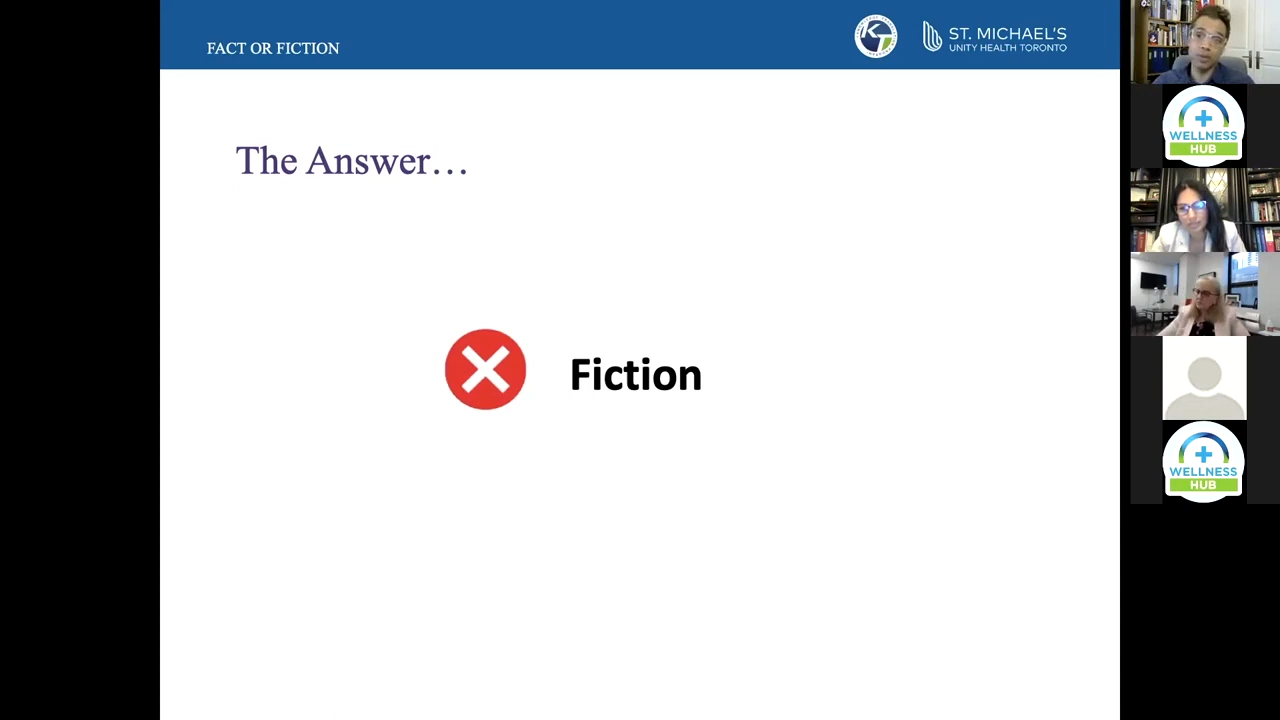 FACT OR FICTION
ST. MICHAEL'S
UNITY HEALTH TORONTO
The Answer…
Fiction
WELLNESS
HUB
WELLNESS
HUB